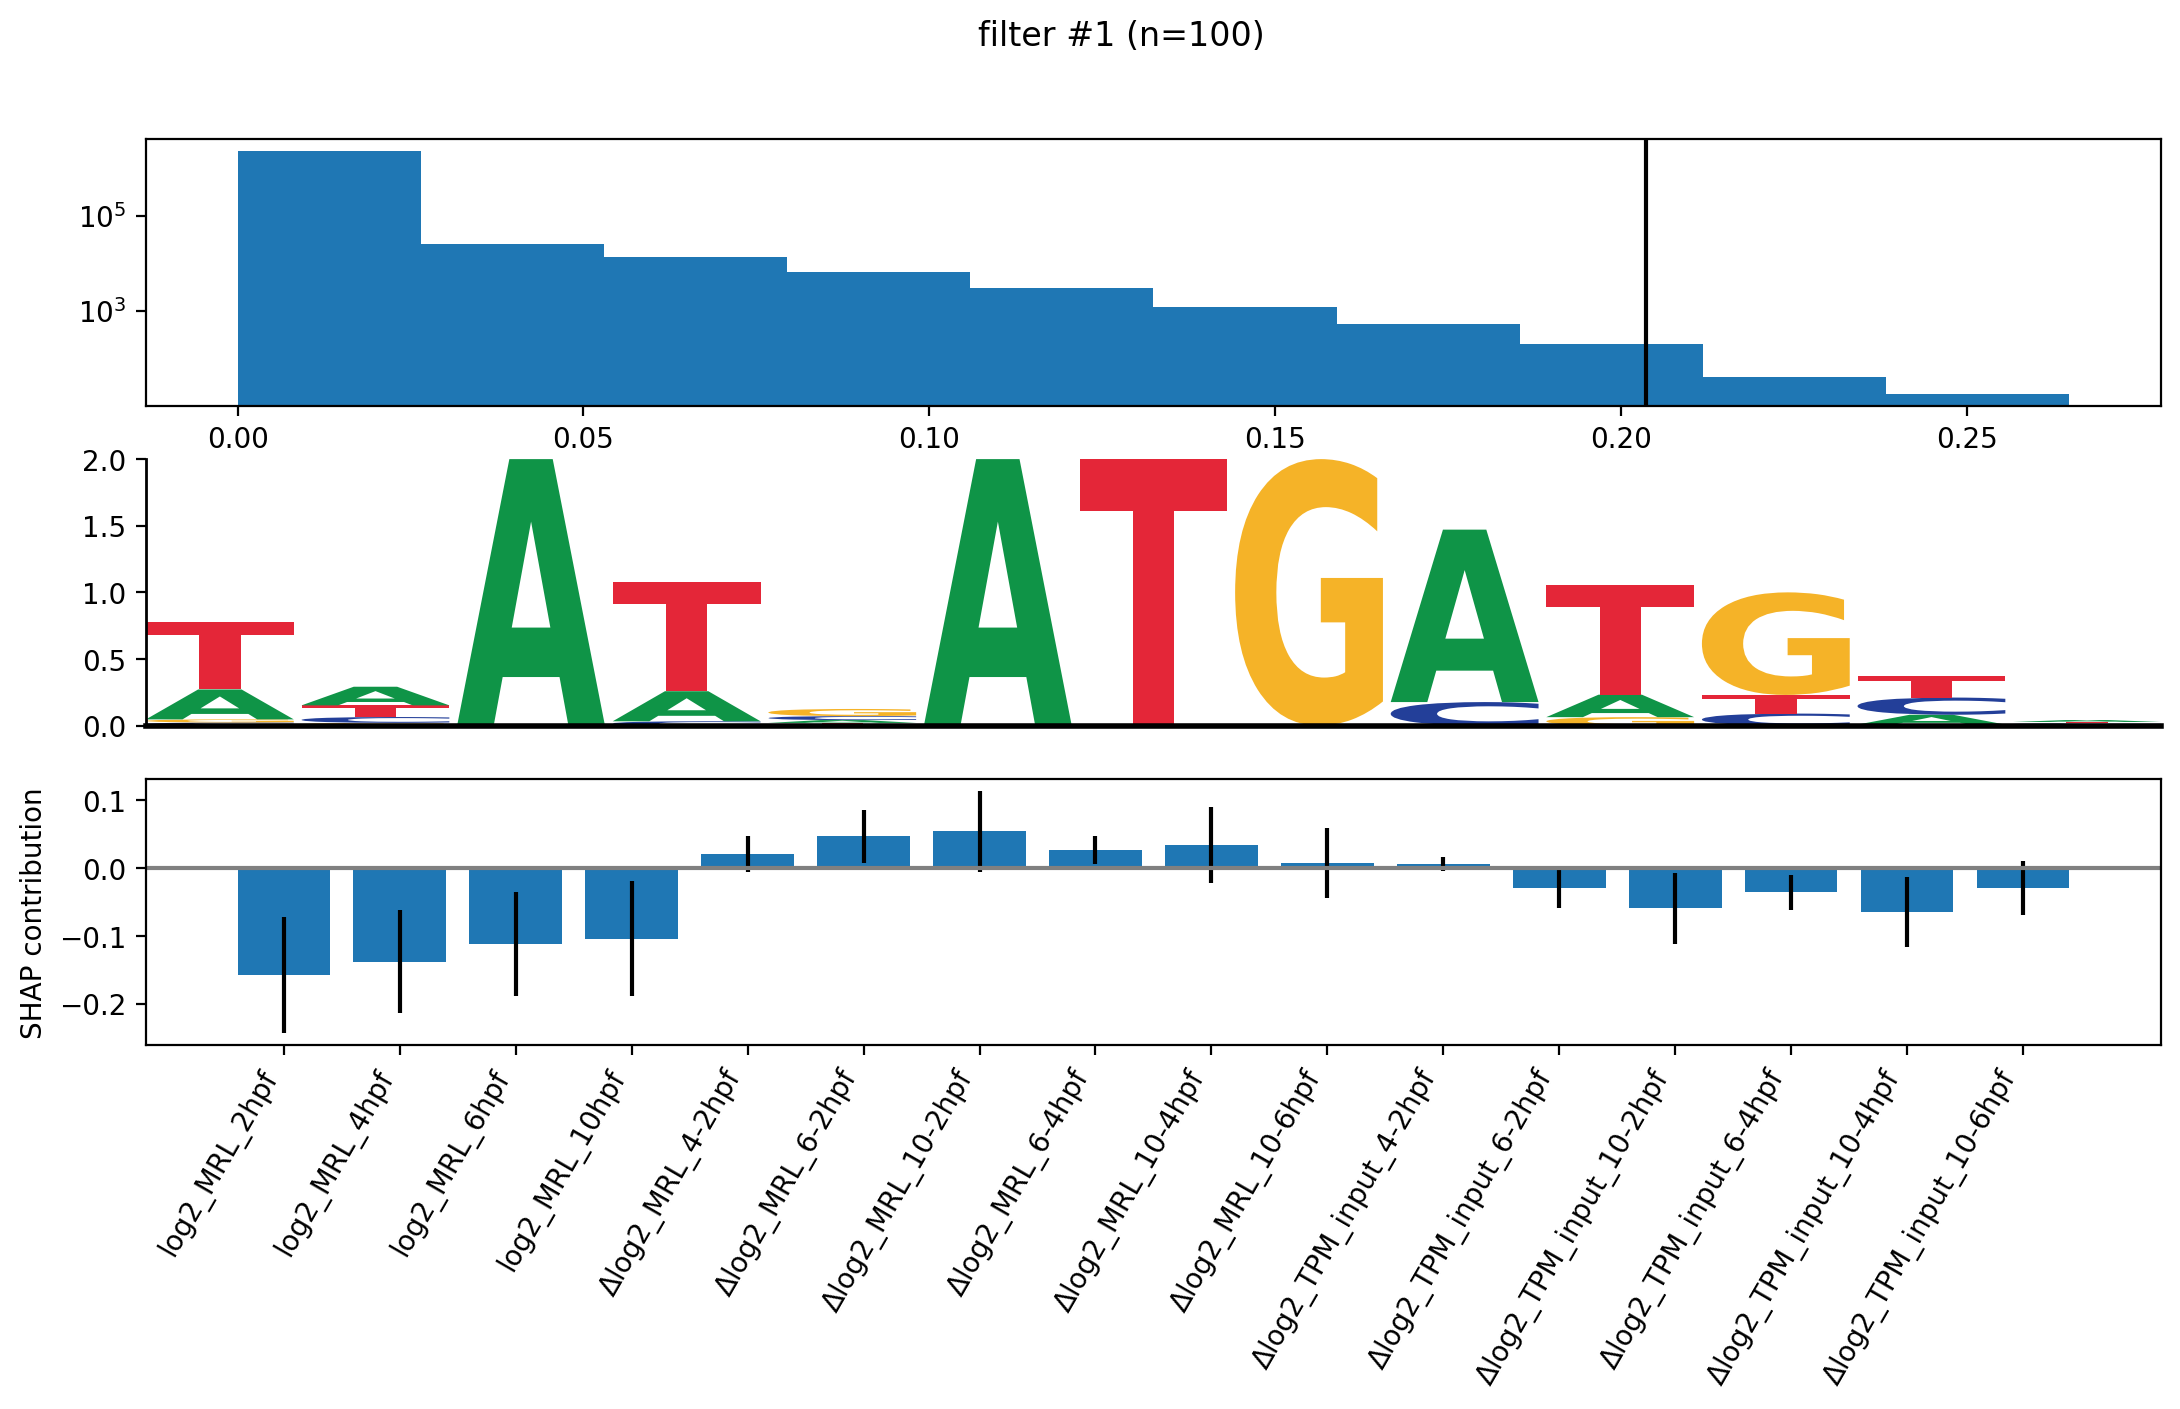 filter #1 (n=100)
10^5
10^3
0.00 0.05 0.10 0.15 0.20 0.25
2.0
1.5
1.0
0.5
0.0
T A A T G A T G A T G T
A T A C C A T C
C A
0.1
0.0
−0.1
−0.2
SHAP contribution
log2_MRL_2hpf
log2_MRL_4hpf
log2_MRL_6hpf
log2_MRL_10hpf
Δlog2_MRL_4-2hpf
Δlog2_MRL_6-2hpf
Δlog2_MRL_10-2hpf
Δlog2_MRL_6-4hpf
Δlog2_MRL_10-4hpf
Δlog2_MRL_10-6hpf
Δlog2_TPM_input_4-2hpf
Δlog2_TPM_input_6-2hpf
Δlog2_TPM_input_10-2hpf
Δlog2_TPM_input_6-4hpf
Δlog2_TPM_input_10-4hpf
Δlog2_TPM_input_10-6hpf